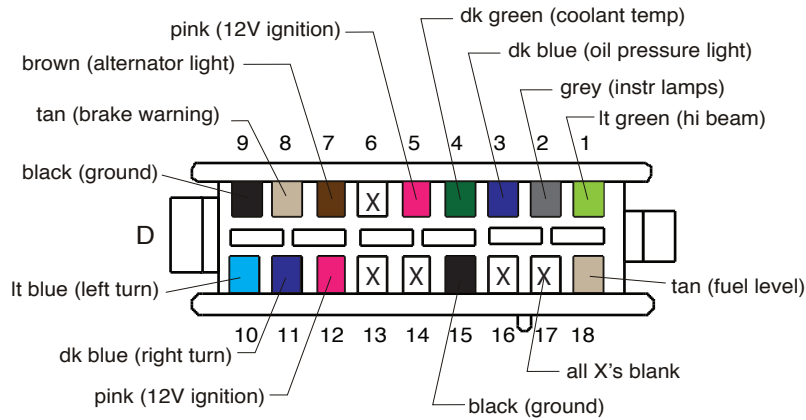 dk green (coolant temp)
pink (12V ignition)
dk blue (oil pressure light)
brown (alternator light)
grey (instr lamps)
tan (brake warning)
lt green (hi beam)
9 8 7 6 5 4 3 2 1
black (ground)
X
D
X X X X
lt blue (left turn)
tan (fuel level)
10 11 12 13 14 15 16 17 18
dk blue (right turn)
all X's blank
pink (12V ignition)
black (ground)